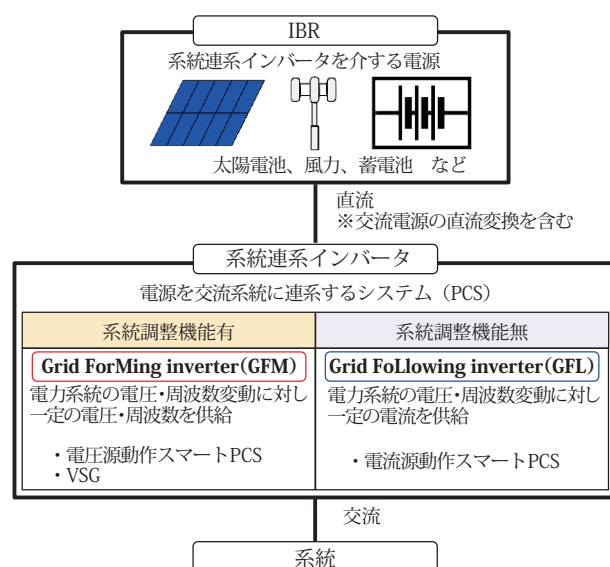 IBR
系統連系インバータを介する電源
太陽電池、風力、蓄電池 など
直流
※交流電源の直流変換を含む
系統連系インバータ
電源を交流系統に連系するシステム（PCS）
系統調整機能有
系統調整機能無
Grid ForMing inverter(GFM)
電力系統の電圧・周波数変動に対し
一定の電圧・周波数を供給
・電圧源動作スマートPCS
・VSG
Grid FoLlowing inverter(GFL)
電力系統の電圧・周波数変動に対し
一定の電流を供給
・電流源動作スマートPCS
交流
系統